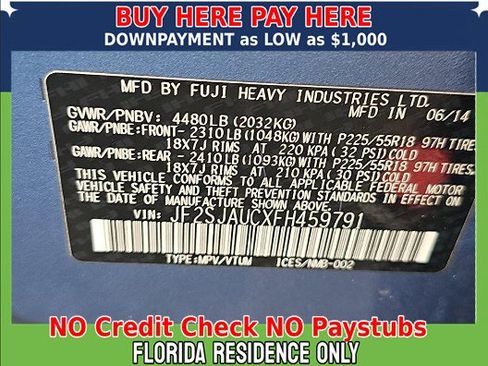 BUY HERE PAY HERE
DOWNPAYMENT as LOW as $1,000
MFD BY FUJI HEAVY INDUSTRIES LTD.
GVWR/PNBV: 4480LB (2032KG) MFD IN 06/14
GAWR/PNBE:FRONT- 2310LB(1048KG)WITH P225/55R18 97H TIRES
18X7J RIMS AT 220 KPA ( 32 PSI)COLD
GAWR/PNBE:REAR - 2410LB(1093KG)WITH P225/55R18 97H TIRES,
18X7J RIMS AT 210 KPA ( 30 PSI)COLD
THIS VEHICLE CONFORMS TO ALL APPLICABLE FEDERAL MOTOR
VEHICLE SAFETY AND THEFT PREVENTION STANDARDS IN EFFECT ON
THE DATE OF MANUFACTURE SHOWN ABOVE.
VIN: JF2SJAUCXFH459791
TYPE:MPV/VTUM ICES/NMB-002
NO Credit Check NO Paystubs
FLORIDA RESIDENCE ONLY